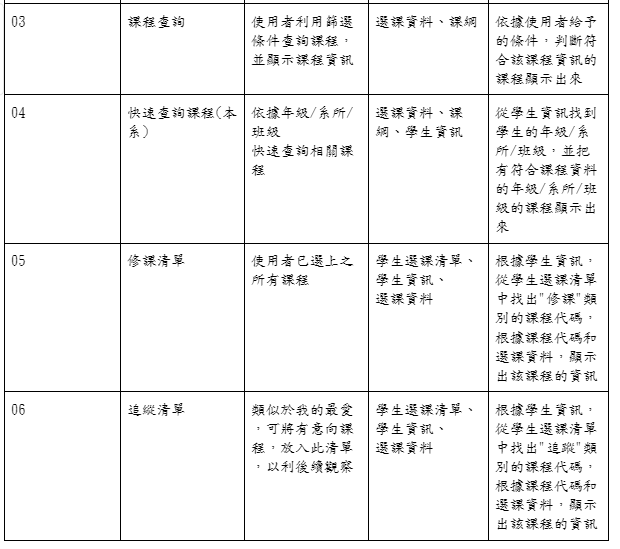 03
課程查詢
使用者利用篩選
條件查詢課程，
並顯示課程資訊
選課資料、課綱
依據使用者給予
的條件，判斷符
合該課程資訊的
課程顯示出來
04
快速查詢課程(本
系)
依據年級/系所/
班級
快速查詢相關課
程
選課資料、課
綱、學生資訊
從學生資訊找到
學生的年級/系
所/班級，並把
有符合課程資料
的年級/系所/班
級的課程顯示出
來
05
修課清單
使用者已選上之
所有課程
學生選課清單、
學生資訊、
選課資料
根據學生資訊，
從學生選課清單
中找出"修課"類
別的課程代碼，
根據課程代碼和
選課資料，顯示
出該課程的資訊
06
追縱清單
類似於我的最愛
，可將有意向課
程，放入此清單
，以利後續觀察
學生選課清單、
學生資訊、
選課資料
根據學生資訊，
從學生選課清單
中找出"追蹤"類
別的課程代碼，
根據課程代碼和
選課資料，顯示
出該課程的資訊